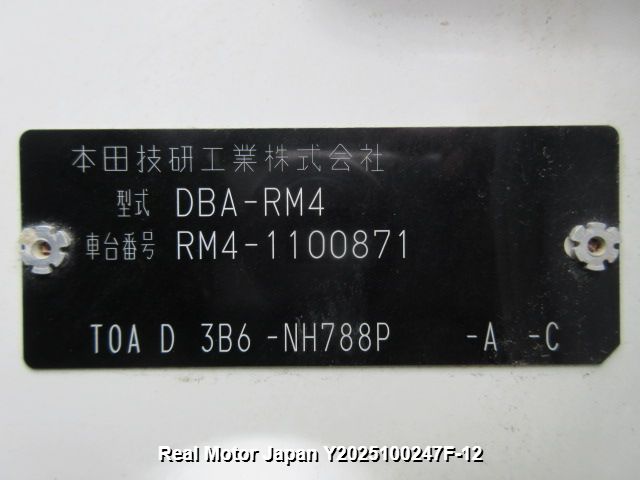 本田技研工業株式会社
型式 DBA-RM4
車台番号 RM4-1100871
TOA D 3B6 -NH788P -A -C
Real Motor Japan Y2025100247F-12